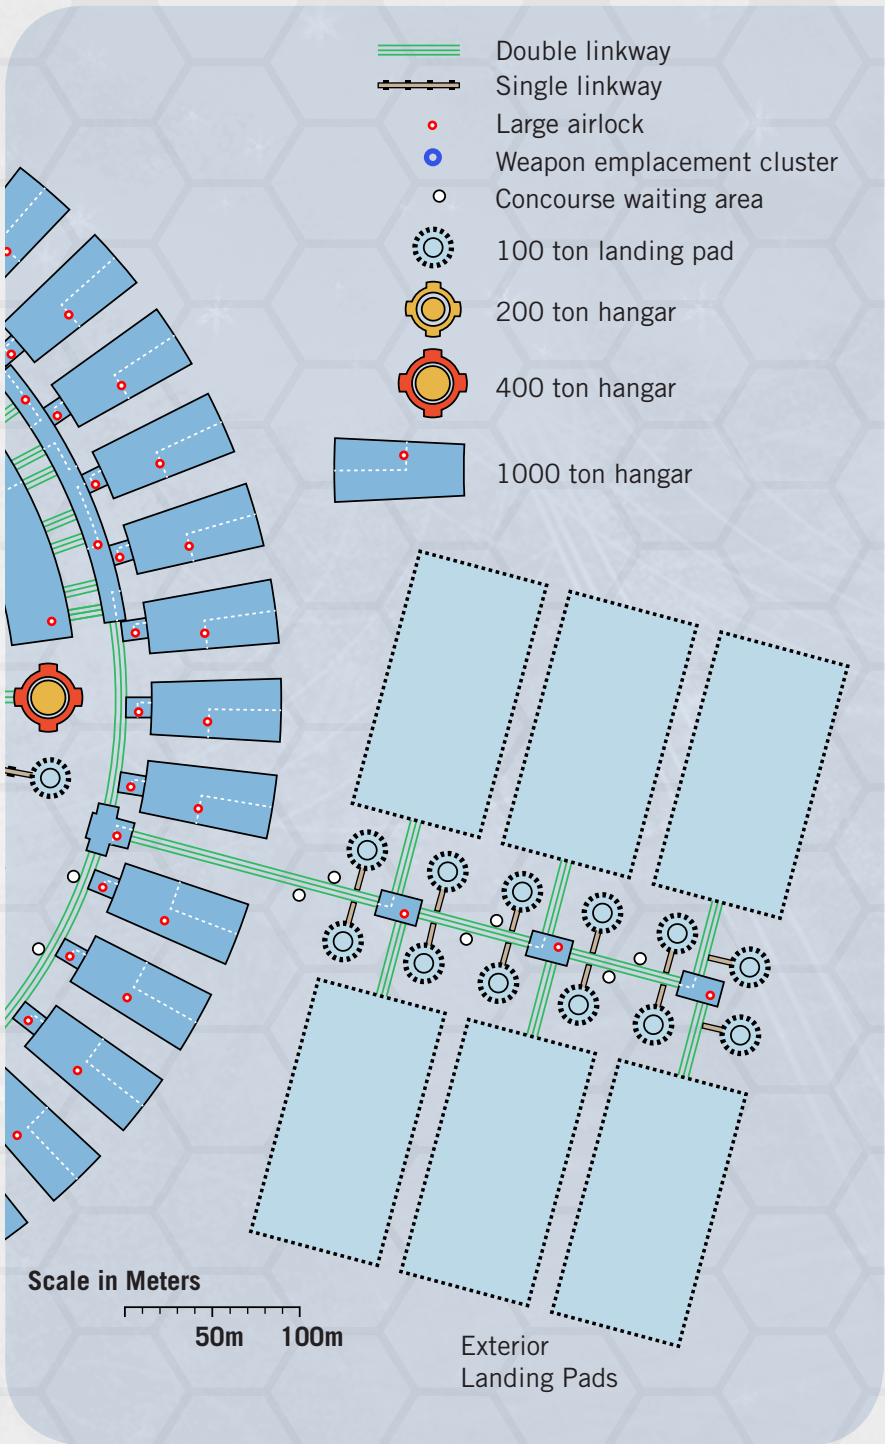 Double linkway
Single linkway
Large airlock
Weapon emplacement cluster
Concourse waiting area
100 ton landing pad
200 ton hangar
400 ton hangar
1000 ton hangar
Scale in Meters
50m 100m
Exterior
Landing Pads